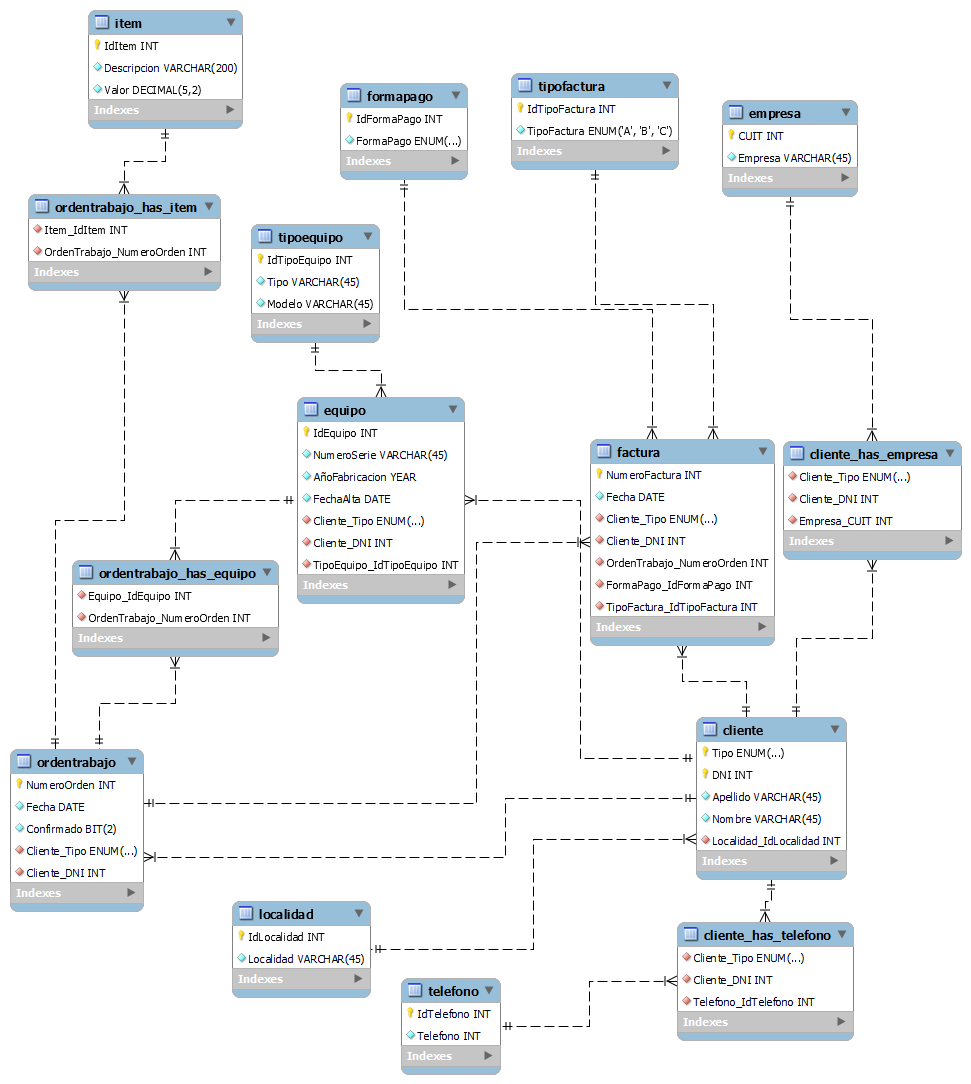 item
IdItem INT
Descripcion VARCHAR(200)
Valor DECIMAL(5,2)
Indexes
formapago
IdFormaPago INT
FormaPago ENUM(...)
Indexes
tipofactura
IdTipoFactura INT
TipoFactura ENUM('A', 'B', 'C')
Indexes
empresa
CUIT INT
Empresa VARCHAR(45)
Indexes
ordentrabajo_has_item
Item_IdItem INT
OrdenTrabajo_NumeroOrden INT
Indexes
tipoequipo
IdTipoEquipo INT
Tipo VARCHAR(45)
Modelo VARCHAR(45)
Indexes
equipo
IdEquipo INT
NumeroSerie VARCHAR(45)
AñoFabricacion YEAR
FechaAlta DATE
Cliente_Tipo ENUM(...)
Cliente_DNI INT
TipoEquipo_IdTipoEquipo INT
Indexes
factura
NumeroFactura INT
Fecha DATE
Cliente_Tipo ENUM(...)
Cliente_DNI INT
OrdenTrabajo_NumeroOrden INT
FormaPago_IdFormaPago INT
TipoFactura_IdTipoFactura INT
Indexes
cliente_has_empresa
Cliente_Tipo ENUM(...)
Cliente_DNI INT
Empresa_CUIT INT
Indexes
ordentrabajo_has_equipo
Equipo_IdEquipo INT
OrdenTrabajo_NumeroOrden INT
Indexes
ordentrabajo
NumeroOrden INT
Fecha DATE
Confirmado BIT(2)
Cliente_Tipo ENUM(...)
Cliente_DNI INT
Indexes
cliente
Tipo ENUM(...)
DNI INT
Apellido VARCHAR(45)
Nombre VARCHAR(45)
Localidad_IdLocalidad INT
Indexes
localidad
IdLocalidad INT
Localidad VARCHAR(45)
Indexes
cliente_has_telefono
Cliente_Tipo ENUM(...)
Cliente_DNI INT
Telefono_IdTelefono INT
Indexes
telefono
IdTelefono INT
Telefono INT
Indexes